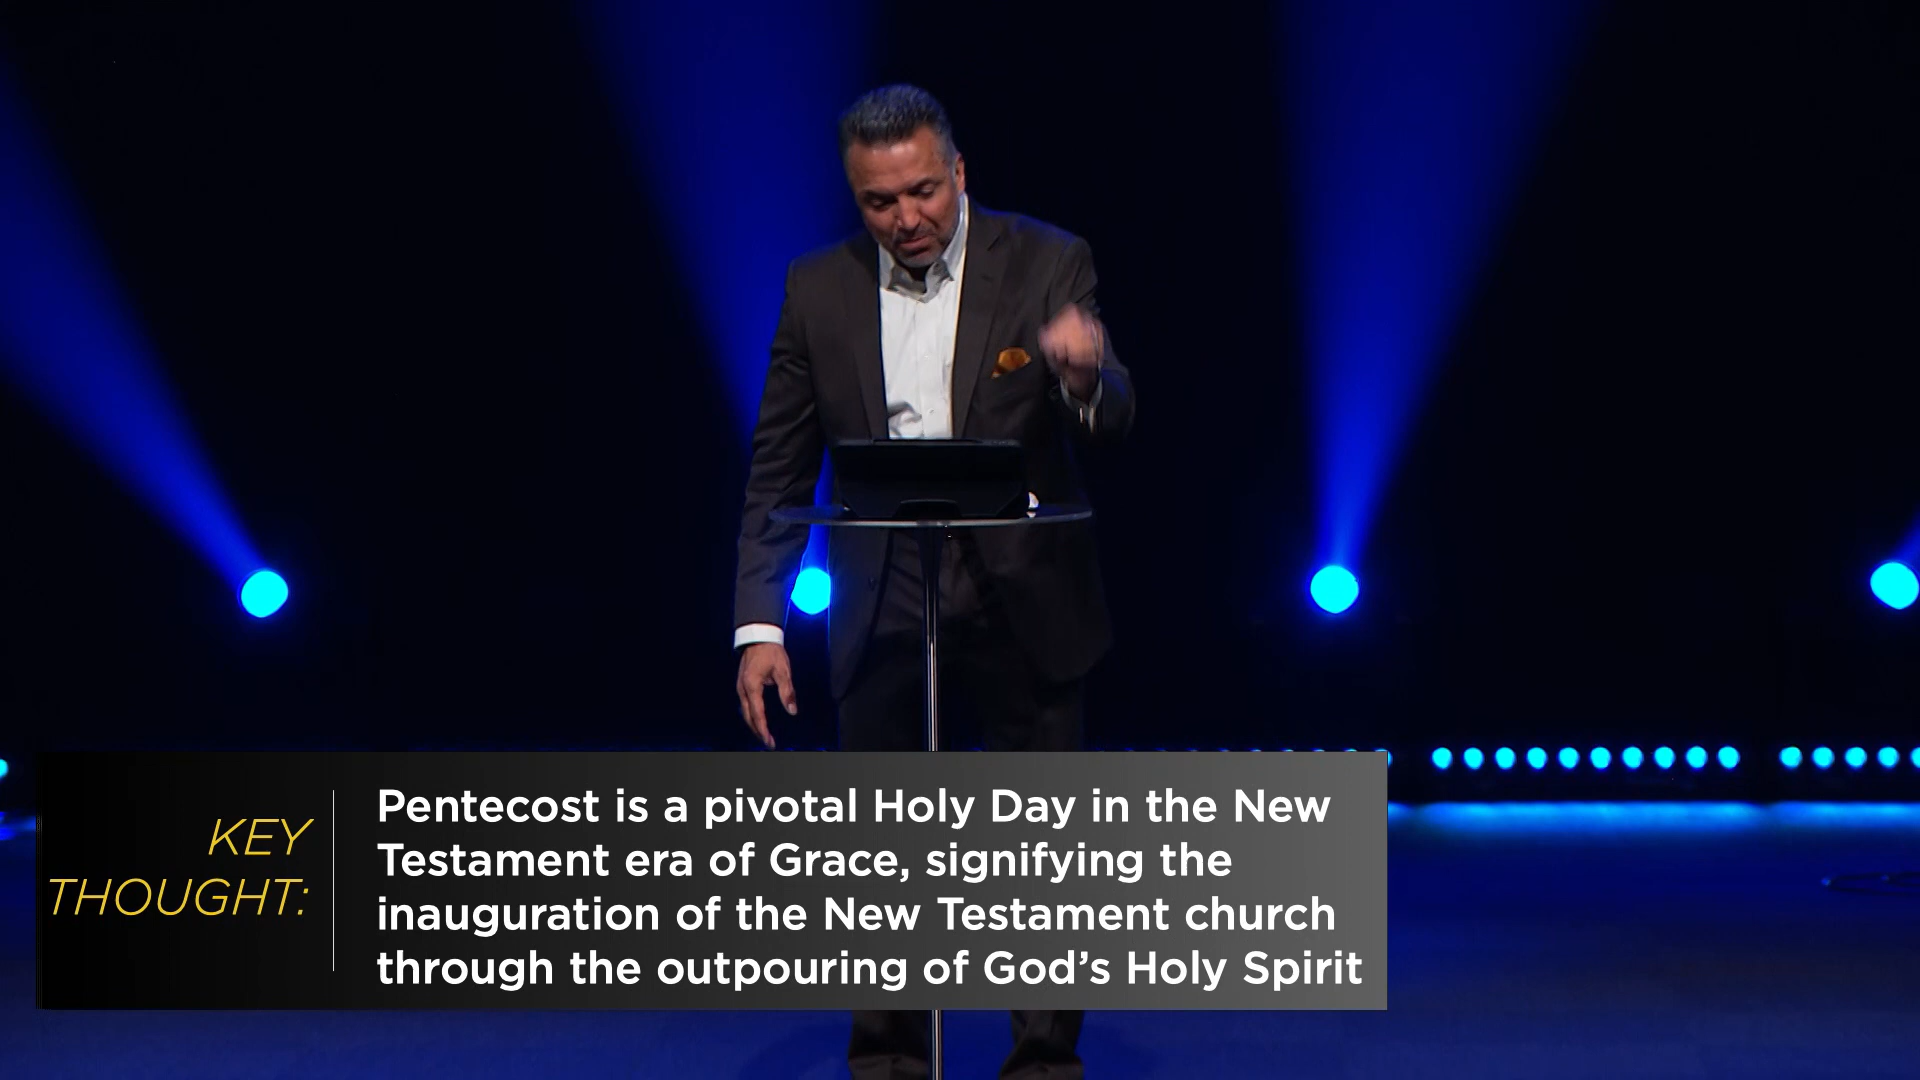 KEY
THOUGHT:
Pentecost is a pivotal Holy Day in the New
Testament era of Grace, signifying the
inauguration of the New Testament church
through the outpouring of God’s Holy Spirit